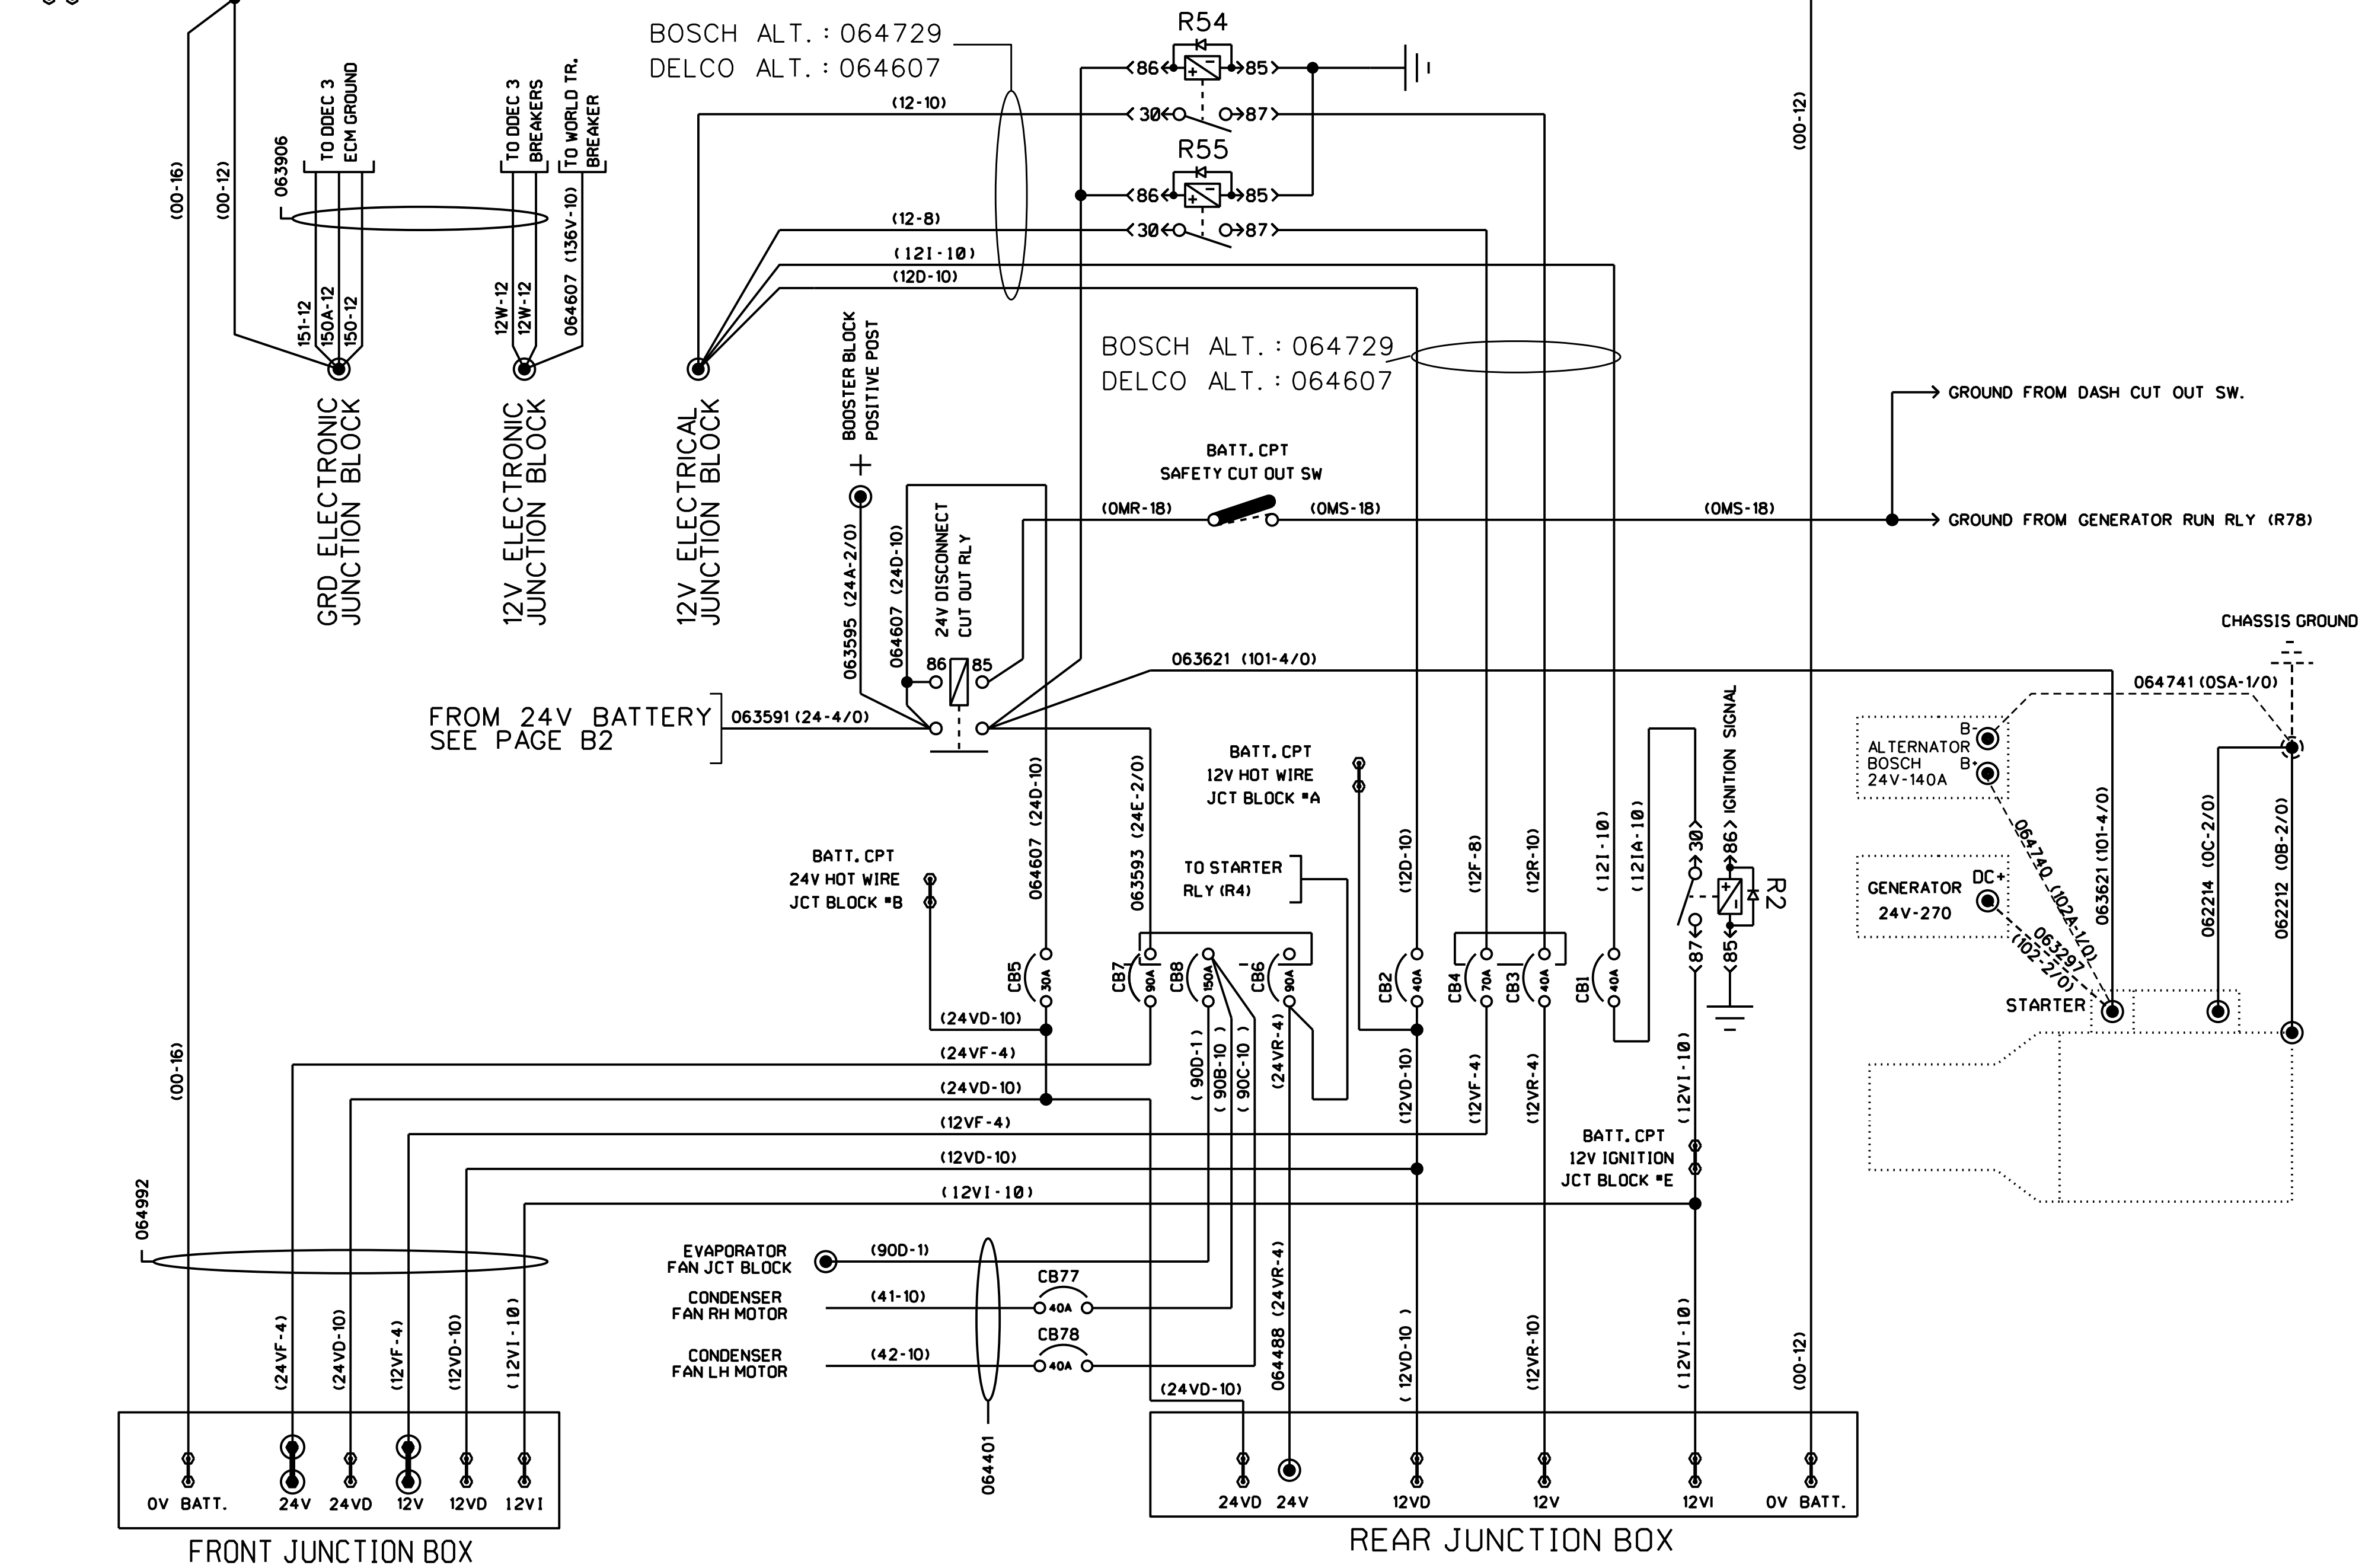 BOSCH ALT. : 064729
DELCO ALT. : 064607
R54
86
85
30
87
R55
86
85
30
87
(12-10)
(12-8)
(12I-10)
(12D-10)
(00-16)
(00-12)
063906
TO DDEC 3
ECM GROUND
TO DDEC 3
BREAKERS
TO WORLD TR.
BREAKER
151-12
150A-12
150-12
12W-12
12W-12
064607 (136V-10)
(00-12)
GRD ELECTRONIC
JUNCTION BLOCK
12V ELECTRONIC
JUNCTION BLOCK
12V ELECTRICAL
JUNCTION BLOCK
BOOSTER BLOCK
POSITIVE POST
+
BOSCH ALT. : 064729
DELCO ALT. : 064607
GROUND FROM DASH CUT OUT SW.
BATT. CPT
SAFETY CUT OUT SW
(0MR-18)
(0MS-18)
(0MS-18)
GROUND FROM GENERATOR RUN RLY (R78)
063595 (24A-2/0)
064607 (24D-10)
24V DISCONNECT
CUT OUT RLY
86
85
063621 (101-4/0)
FROM 24V BATTERY
SEE PAGE B2
063591 (24-4/0)
CHASSIS GROUND
064741 (0SA-1/0)
B-
ALTERNATOR
BOSCH
B+
24V-140A
GENERATOR
24V-270
DC+
064740 (102A-1/0)
063297
(102-2/0)
063621 (101-4/0)
062214 (0C-2/0)
062212 (0B-2/0)
STARTER
BATT. CPT
24V HOT WIRE
JCT BLOCK "B
064607 (24D-10)
063593 (24E-2/0)
BATT. CPT
12V HOT WIRE
JCT BLOCK "A
TO STARTER
RLY (R4)
(12D-10)
(12F-8)
(12R-10)
(12I-10)
(12IA-10)
30
87
86
85
IGNITION SIGNAL
R2
CB5
30A
CB7
90A
CB8
150A
CB6
90A
CB2
40A
CB4
70A
CB3
40A
CB1
40A
(24VD-10)
(24VF-4)
(24VD-10)
(12VF-4)
(12VD-10)
(12VI-10)
(90D-1)
(90B-10)
(90C-10)
(24VR-4)
(12VD-10)
(12VF-4)
(12VR-4)
(12VI-10)
BATT. CPT
12V IGNITION
JCT BLOCK "E
(00-16)
064992
EVAPORATOR
FAN JCT BLOCK
(90D-1)
CONDENSER
FAN RH MOTOR
(41-10)
CB77
40A
CONDENSER
FAN LH MOTOR
(42-10)
CB78
40A
064401
(24VF-4)
(24VD-10)
(12VF-4)
(12VD-10)
(12VI-10)
(24VD-10)
064488 (24VR-4)
(12VD-10)
(12VR-10)
(12VI-10)
(00-12)
0V BATT.
24V
24VD
12V
12VD
12VI
FRONT JUNCTION BOX
24VD
24V
12VD
12V
12VI
0V BATT.
REAR JUNCTION BOX